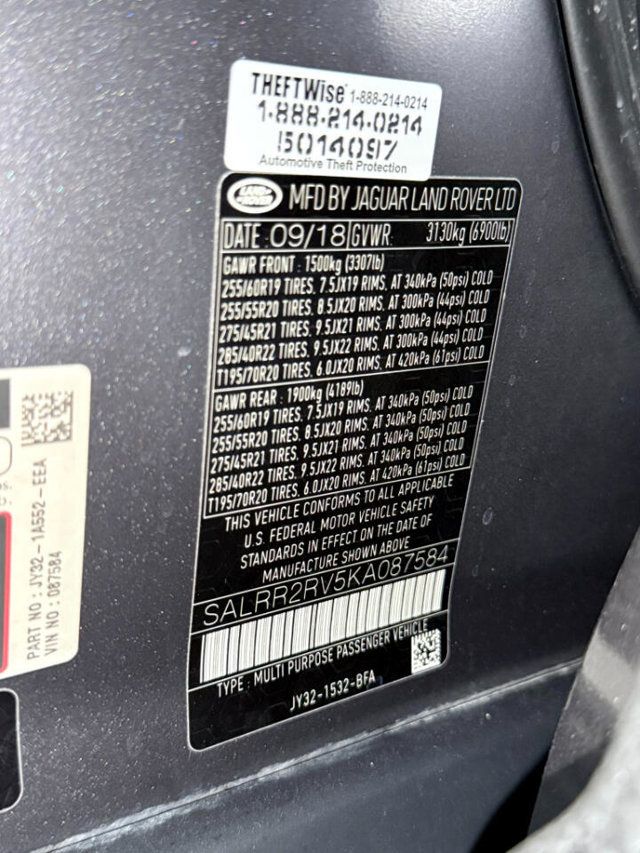 THEFTWise 1-888-214-0214
1-888-214-0214
15014097
Automotive Theft Protection
LAND ROVER MFD BY JAGUAR LAND ROVER LTD
DATE 09/18 GVWR: 3130kg (6900lb)
GAWR FRONT : 1500kg (3307lb)
255/60R19 TIRES, 7.5JX19 RIMS, AT 340kPa (50psi) COLD
255/55R20 TIRES, 8.5JX20 RIMS, AT 300kPa (44psi) COLD
275/45R21 TIRES, 9.5JX21 RIMS, AT 300kPa (44psi) COLD
285/40R22 TIRES, 9.5JX22 RIMS, AT 300kPa (44psi) COLD
T195/70R20 TIRES, 6.0JX20 RIMS, AT 420kPa (61psi) COLD
GAWR REAR : 1900kg (4189lb)
255/60R19 TIRES, 7.5JX19 RIMS, AT 340kPa (50psi) COLD
255/55R20 TIRES, 8.5JX20 RIMS, AT 340kPa (50psi) COLD
275/45R21 TIRES, 9.5JX21 RIMS, AT 340kPa (50psi) COLD
285/40R22 TIRES, 9.5JX22 RIMS, AT 340kPa (50psi) COLD
T195/70R20 TIRES, 6.0JX20 RIMS, AT 420kPa (61psi) COLD
THIS VEHICLE CONFORMS TO ALL APPLICABLE
U.S. FEDERAL MOTOR VEHICLE SAFETY
STANDARDS IN EFFECT ON THE DATE OF
MANUFACTURE SHOWN ABOVE
SALRR2RV5KA087584
TYPE : MULTI PURPOSE PASSENGER VEHICLE
JY32-1532-BFA
PART NO : JY32-1A552-EEA
VIN NO : 087584